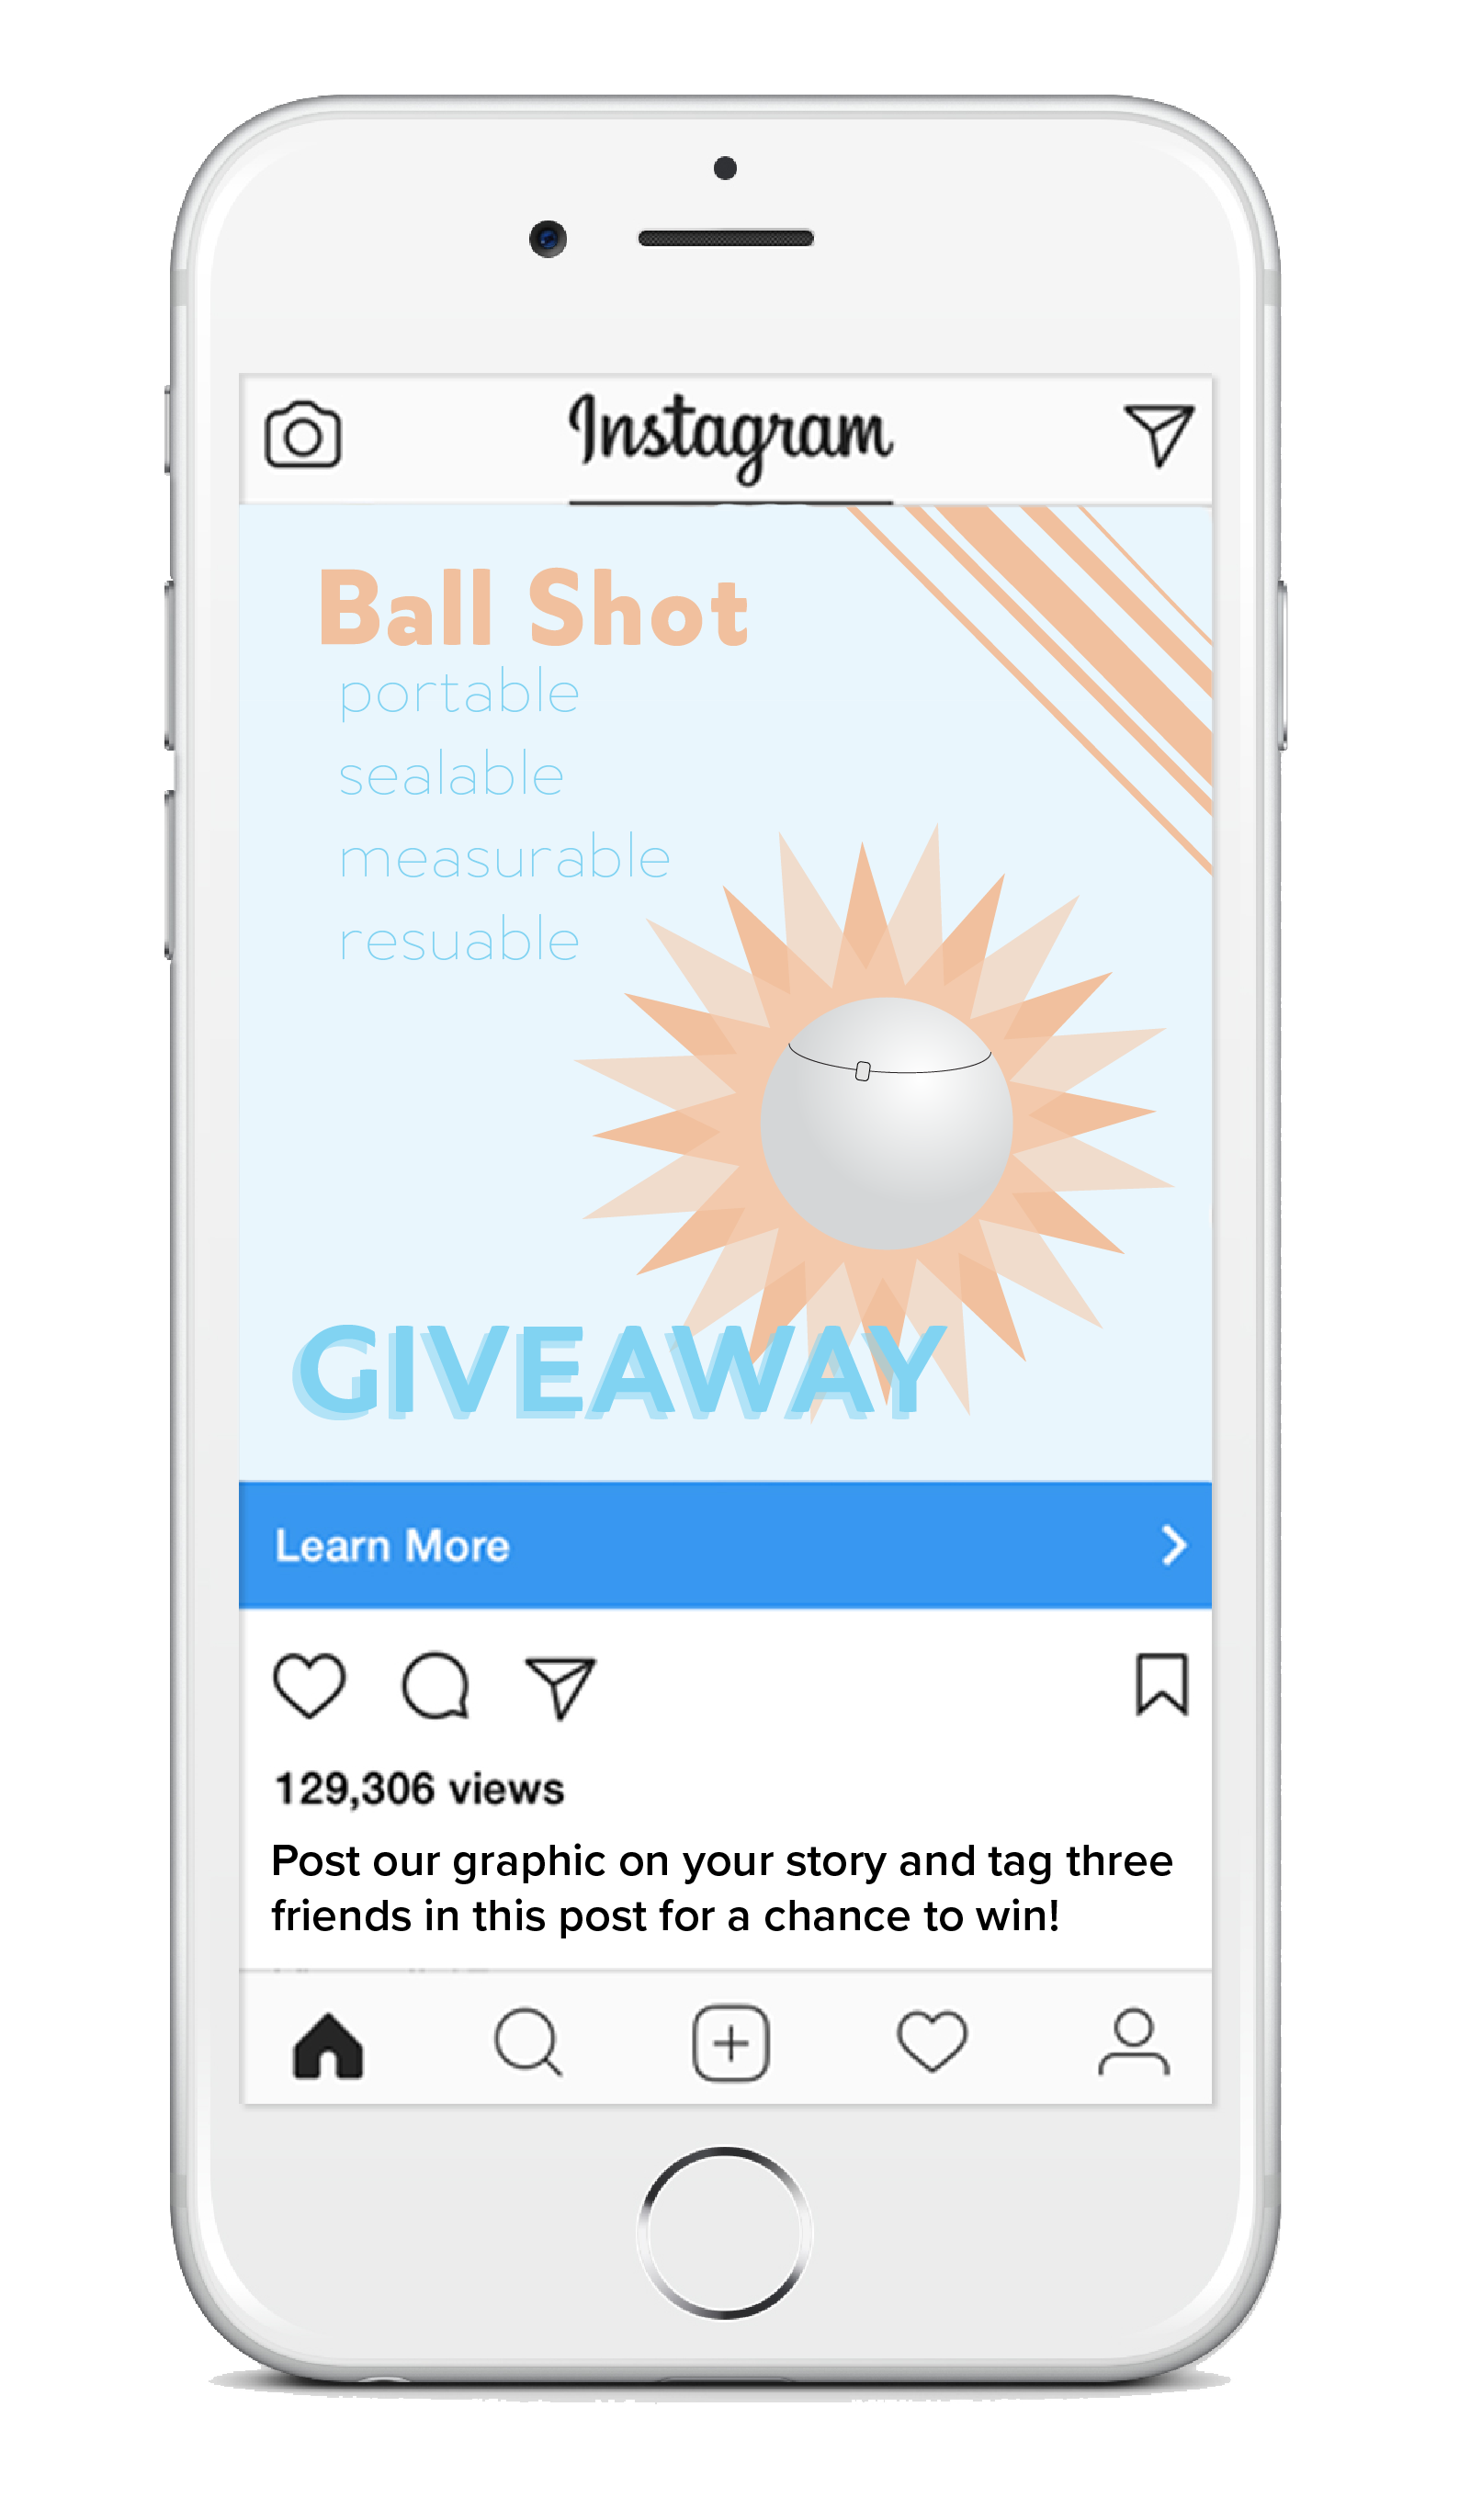 Instagram
Ball Shot
portable
sealable
measurable
resuable
GIVEAWAY
Learn More
129,306 views
Post our graphic on your story and tag three
friends in this post for a chance to win!